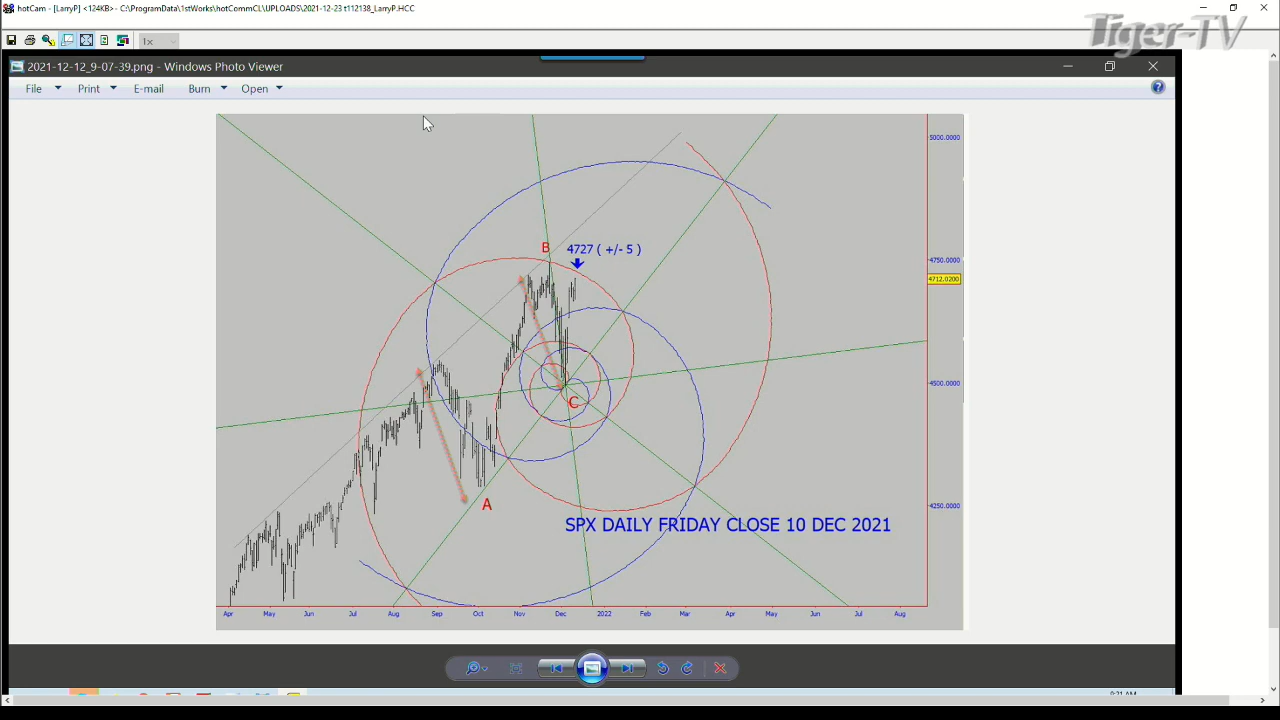 hotCam - [LarryP] <124KB>- C:\ProgramData\1stWorks\hotCommCL\UPLOADS\2021-12-23 t112138_LarryP.HCC
Tiger-TV
1x
2021-12-12_9-07-39.png - Windows Photo Viewer
File Print E-mail Burn Open
5000.0000
B 4727 ( +/- 5 )
4750.0000
4712.0200
4500.0000
C
A
4250.0000
SPX DAILY FRIDAY CLOSE 10 DEC 2021
Apr May Jun Jul Aug Sep Oct Nov Dec 2022 Feb Mar Apr May Jun Jul Aug